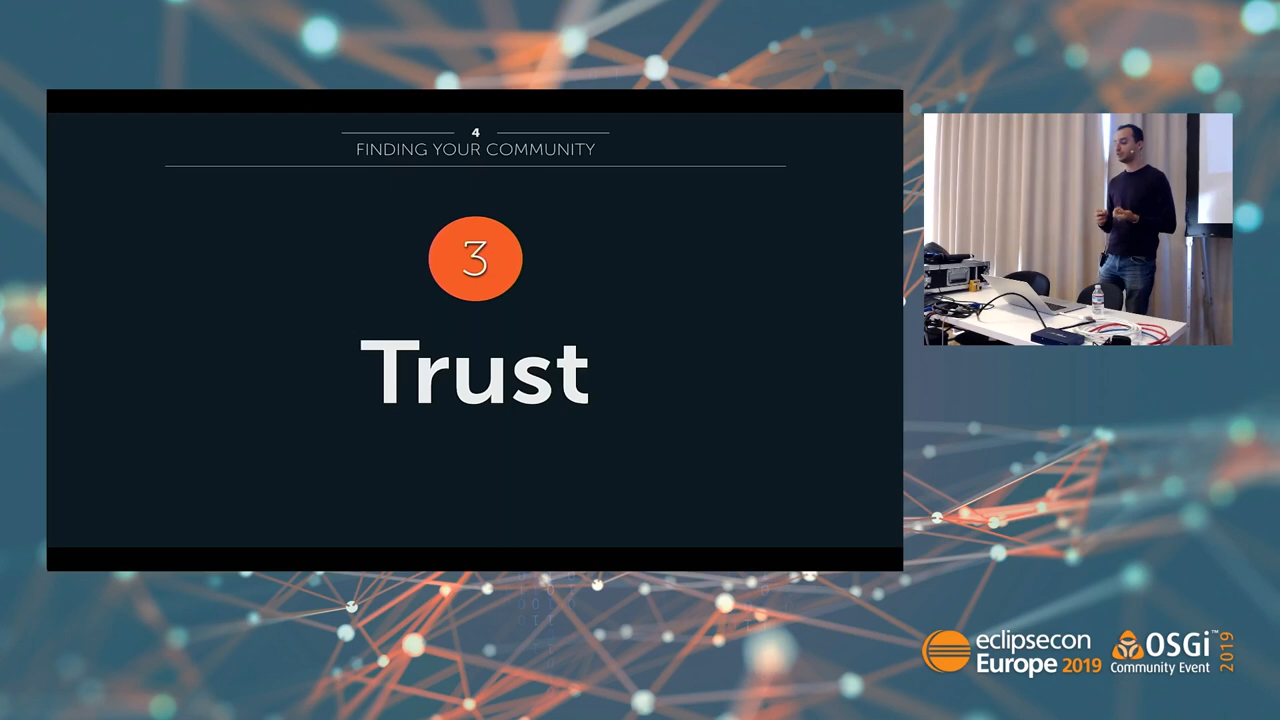 4
FINDING YOUR COMMUNITY
3
Trust
eclipsecon
Europe 2019
OSGi™
Community Event
2019